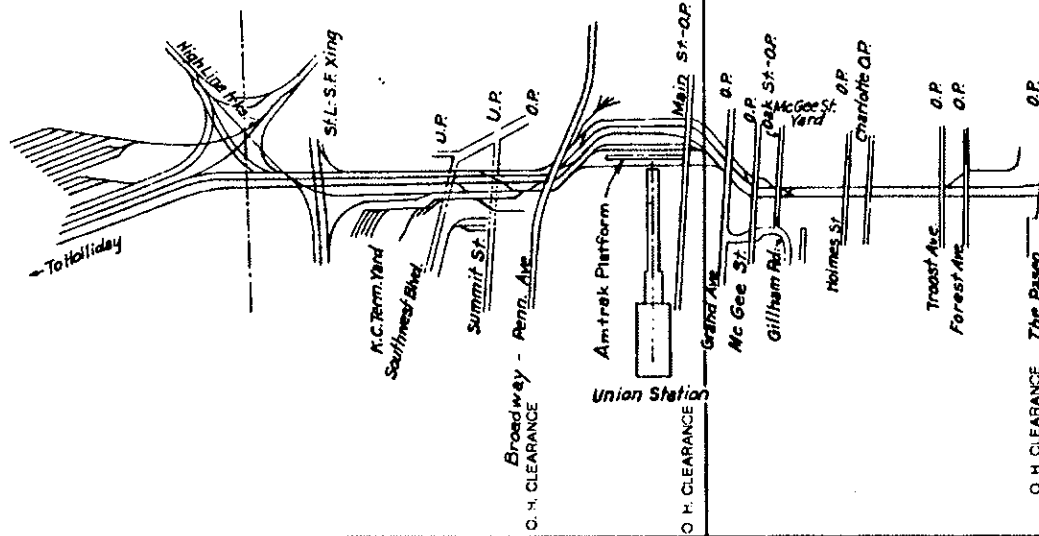 High Line
St. L.- S.F. Xing
← To Holliday
K.C. Term. Yard
Southwest Blvd.
U.P.
Summit St.
U.P.
O.P.
Broadway - Penn. Ave.
O. H. CLEARANCE
Amtrak Platform
Union Station
Main St.-O.P.
O. H. CLEARANCE
Grand Ave.
O.P.
Mc Gee St.
O.P.
Gillham Rd.
Oak St.-O.P.
McGee St.
Yard
Holmes St.
O.P.
Charlotte O.P.
Troost Ave.
O.P.
Forest Ave.
O.P.
The Paseo
O.P.
O. H. CLEARANCE